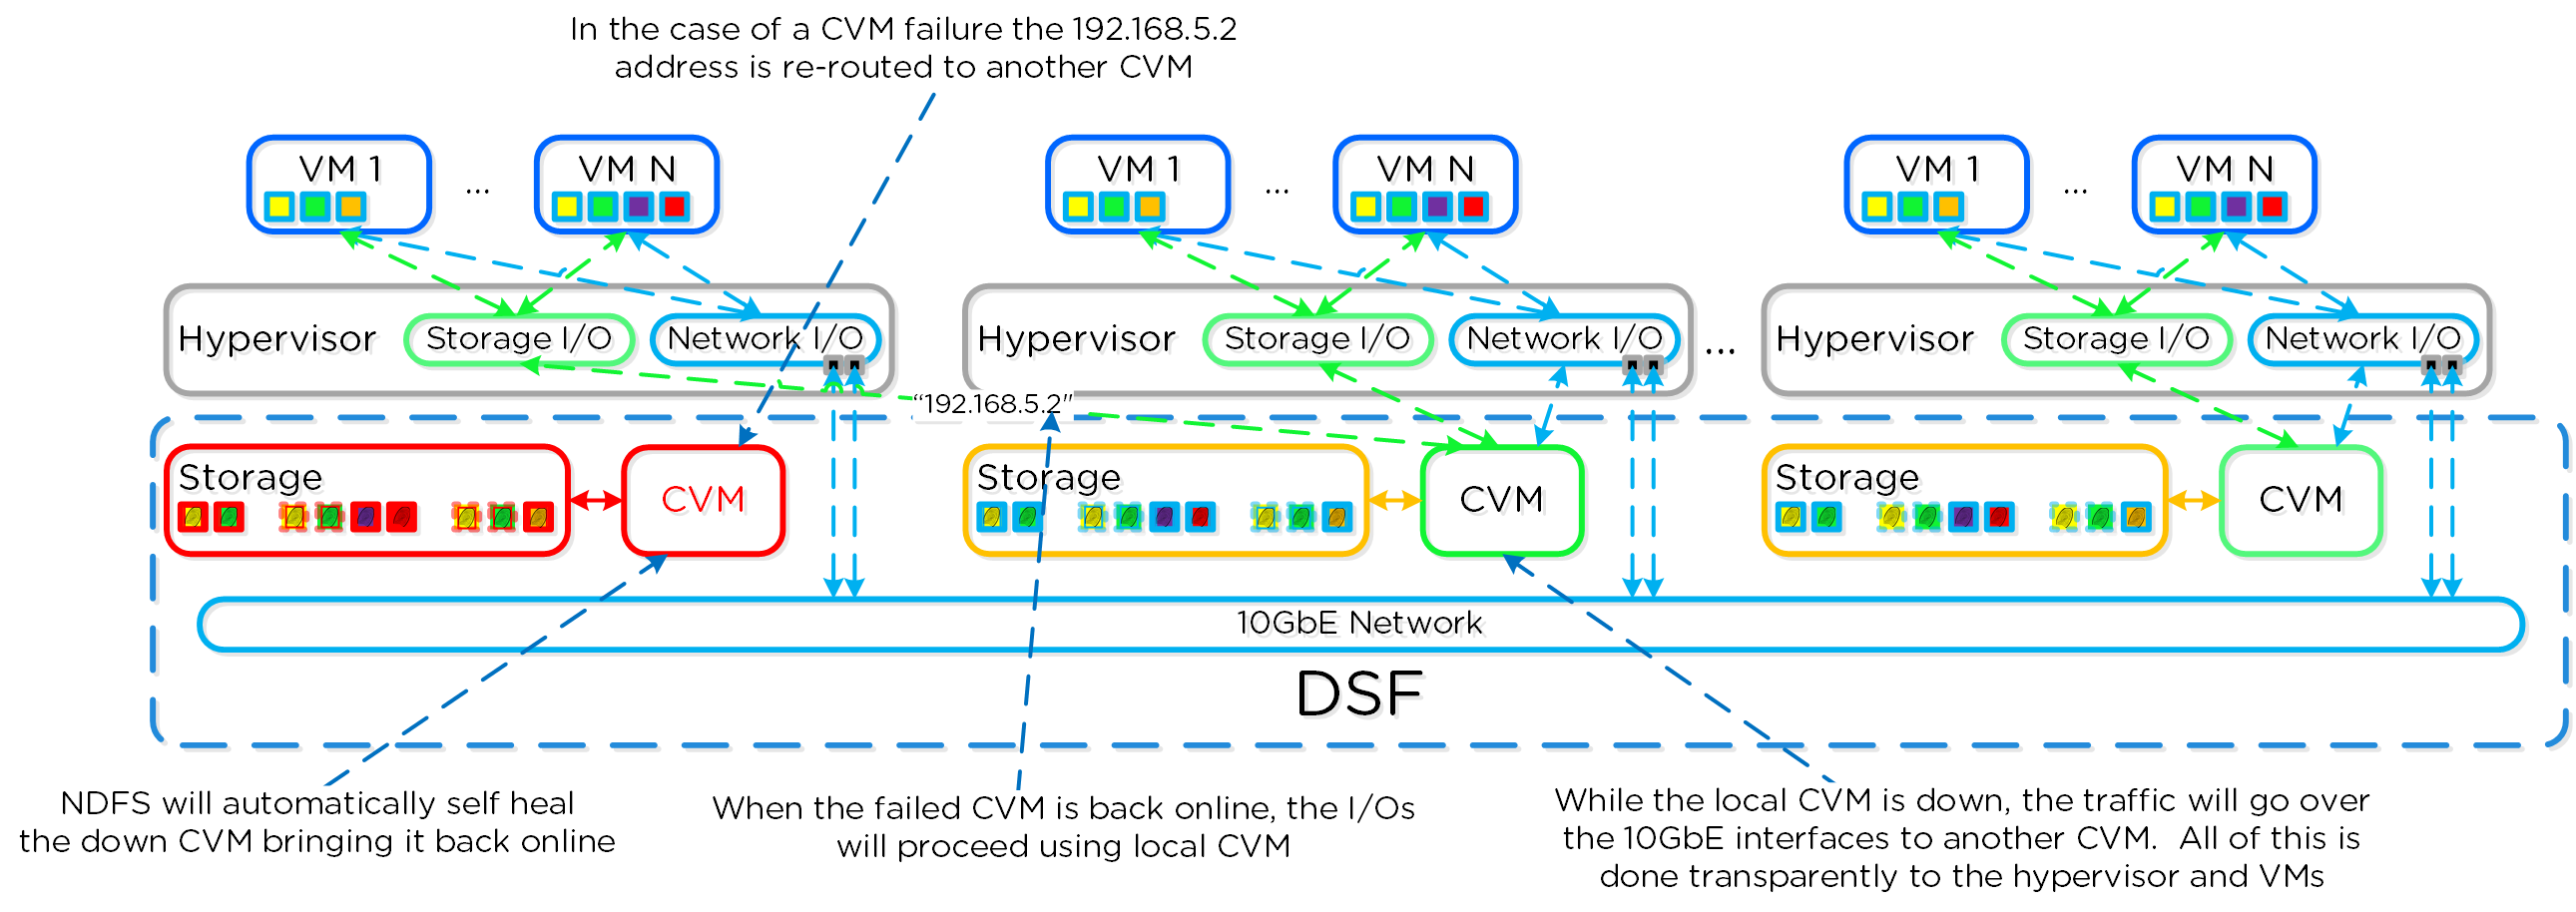 In the case of a CVM failure the 192.168.5.2
address is re-routed to another CVM
VM 1
...
VM N
VM 1
...
VM N
VM 1
...
VM N
Hypervisor
Storage I/O
Network I/O
Hypervisor
Storage I/O
Network I/O
...
Hypervisor
Storage I/O
Network I/O
“192.168.5.2"
Storage
CVM
Storage
CVM
Storage
CVM
10GbE Network
DSF
NDFS will automatically self heal
the down CVM bringing it back online
When the failed CVM is back online, the I/Os
will proceed using local CVM
While the local CVM is down, the traffic will go over
the 10GbE interfaces to another CVM.  All of this is
done transparently to the hypervisor and VMs